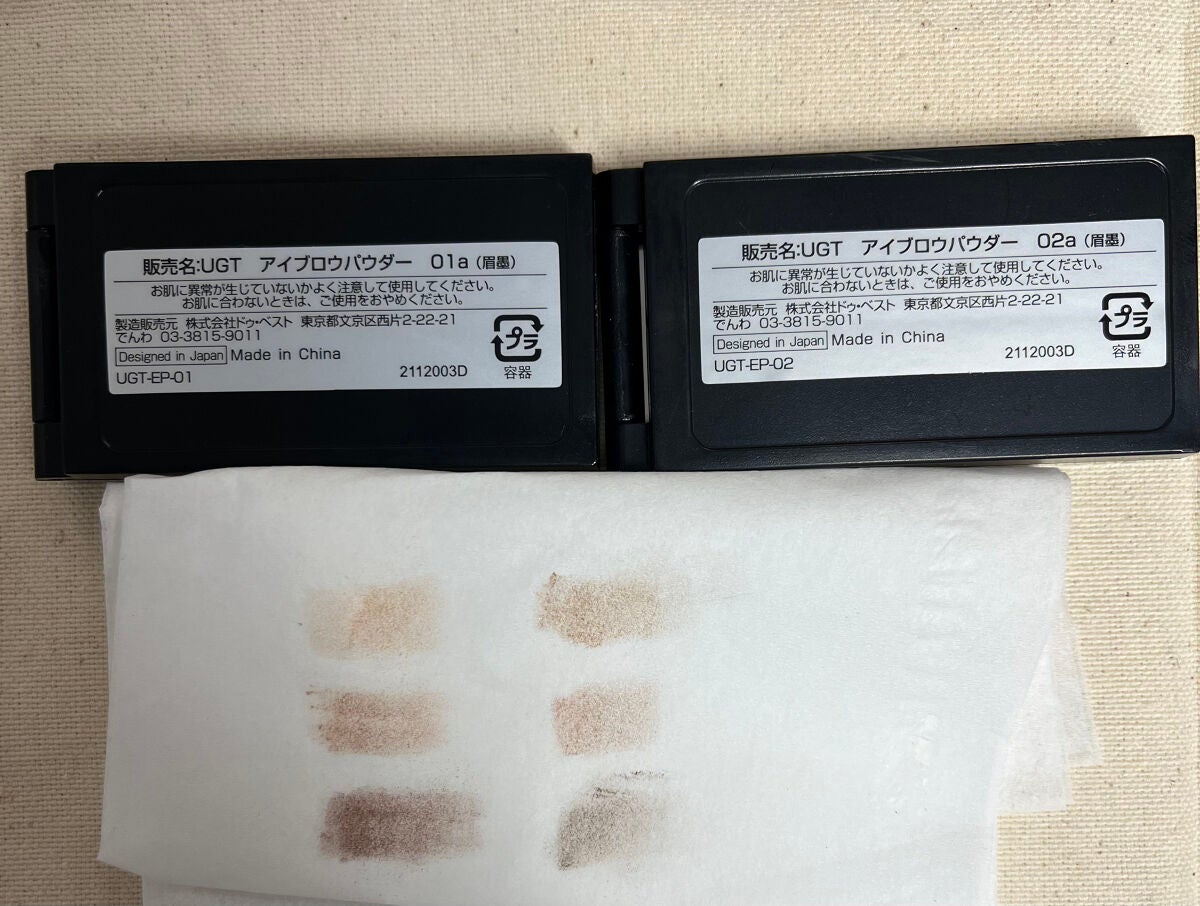 販売名:UGT アイブロウパウダー 01a (眉墨)
お肌に異常が生じていないかよく注意して使用してください。
お肌に合わないときは、ご使用をおやめください。
製造販売元 株式会社ドゥ・ベスト 東京都文京区西片2-22-21
でんわ 03-3815-9011
Designed in Japan Made in China
UGT-EP-01
2112003D
プラ
容器
販売名:UGT アイブロウパウダー 02a (眉墨)
お肌に異常が生じていないかよく注意して使用してください。
お肌に合わないときは、ご使用をおやめください。
製造販売元 株式会社ドゥ・ベスト 東京都文京区西片2-22-21
でんわ 03-3815-9011
Designed in Japan Made in China
UGT-EP-02
2112003D
プラ
容器